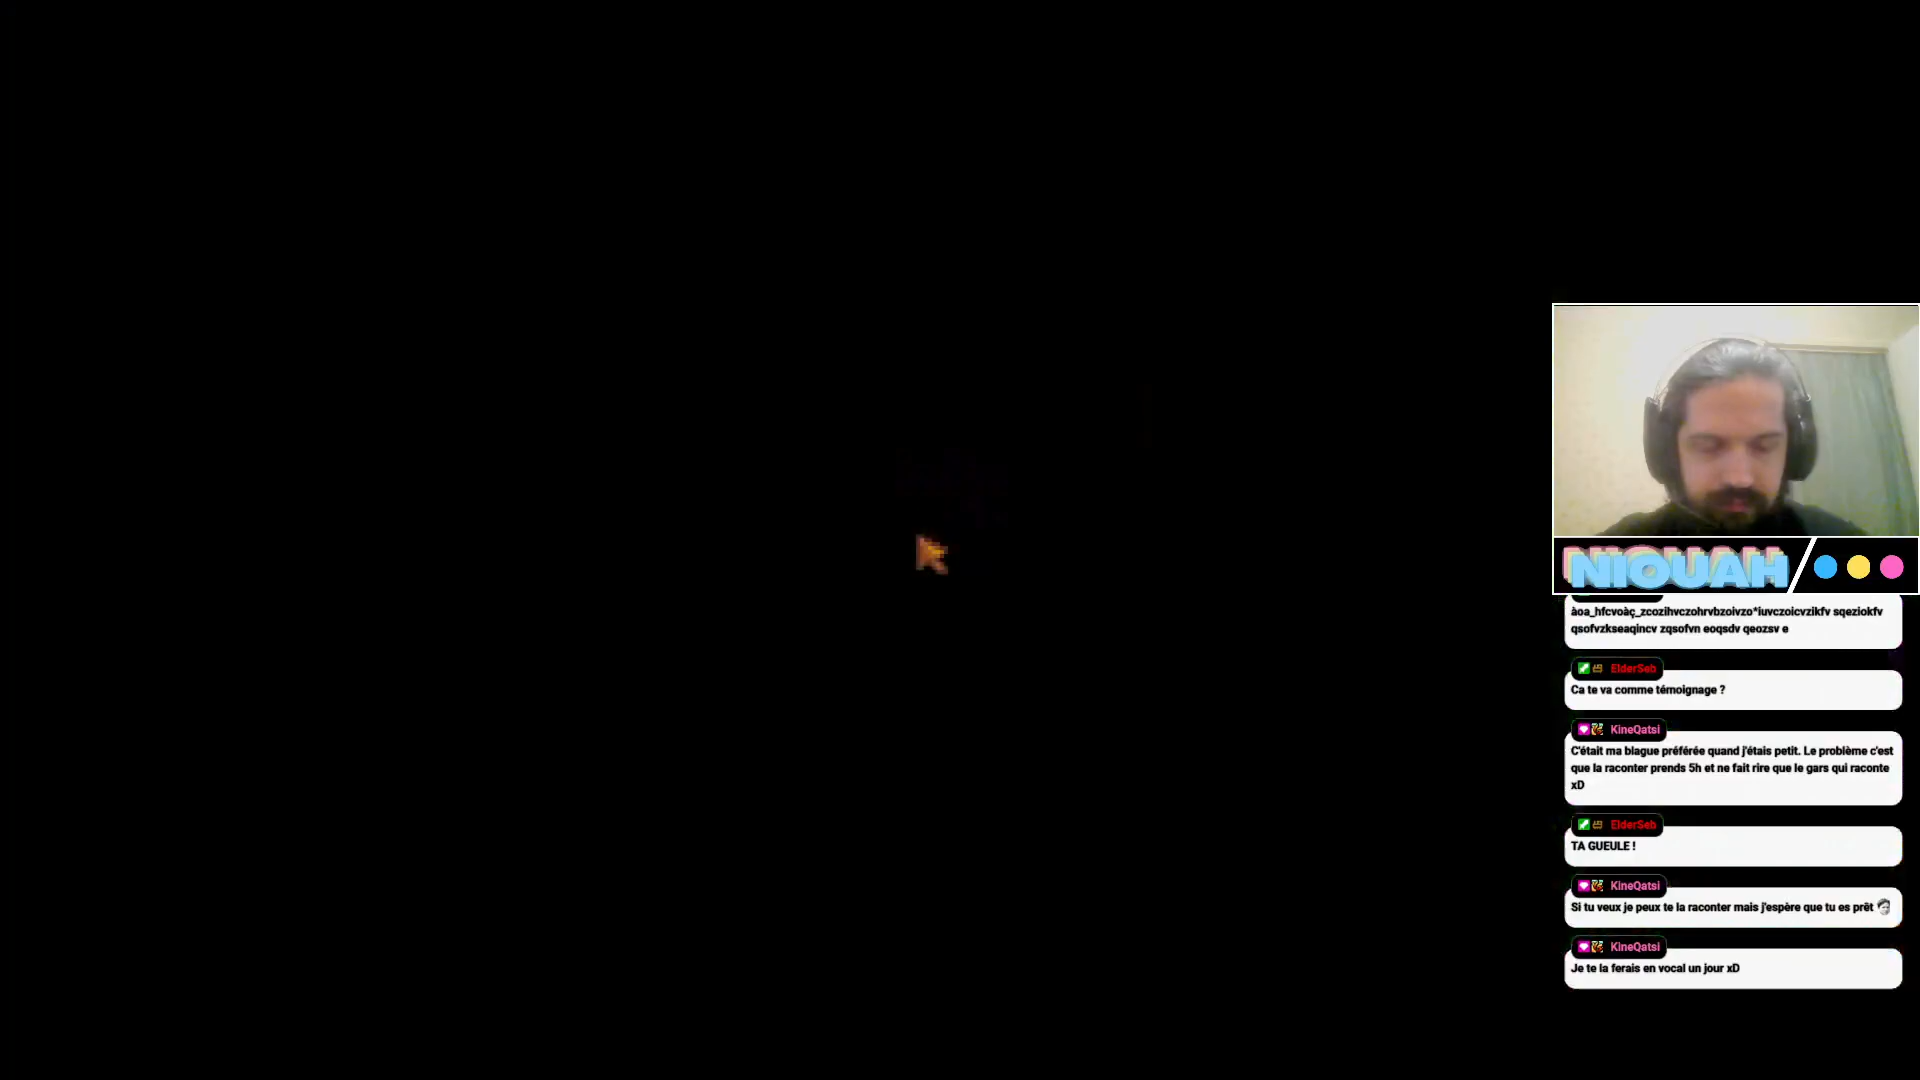 NIOUAH
àoa_hfcvoàç_zcozihvczohrvbzoivzo*iuvczoicvzikfv sqeziokfv
qsofvzkseaqincv zqsofvn eoqsdv qeozsv e
ElderSeb
Ca te va comme témoignage ?
KineQatsi
C'était ma blague préférée quand j'étais petit. Le problème c'est
que la raconter prends 5h et ne fait rire que le gars qui raconte
xD
ElderSeb
TA GUEULE !
KineQatsi
Si tu veux je peux te la raconter mais j'espère que tu es prêt
KineQatsi
Je te la ferais en vocal un jour xD